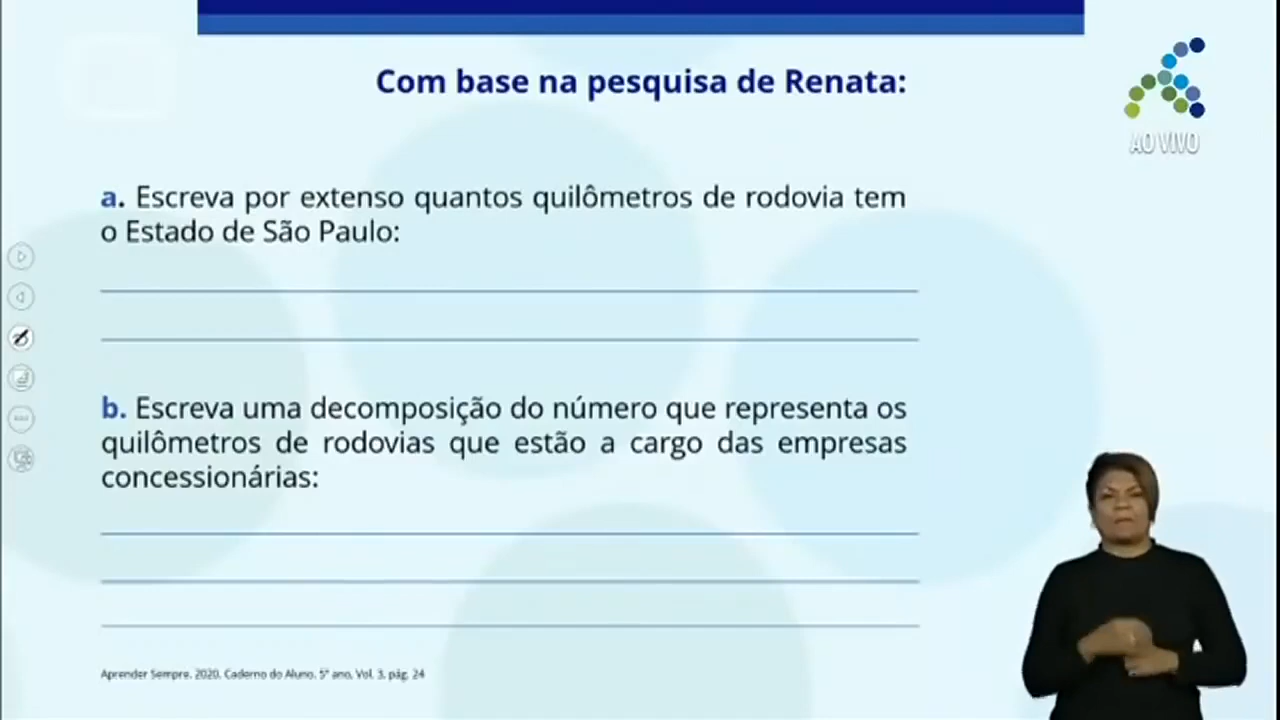 Com base na pesquisa de Renata:
AO VIVO
a. Escreva por extenso quantos quilômetros de rodovia tem
o Estado de São Paulo:
b. Escreva uma decomposição do número que representa os
quilômetros de rodovias que estão a cargo das empresas
concessionárias:
Aprender Sempre, 2020, Caderno do Aluno, 5º ano, Vol. 3, pág. 24